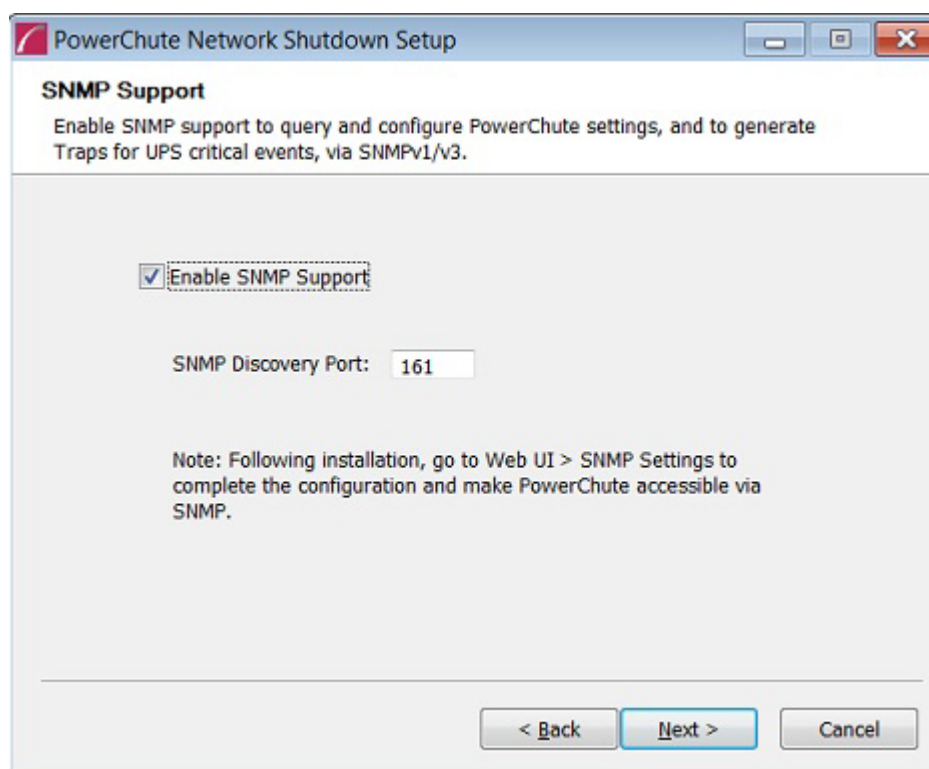 PowerChute Network Shutdown Setup
SNMP Support
Enable SNMP support to query and configure PowerChute settings, and to generate
Traps for UPS critical events, via SNMPv1/v3.
Enable SNMP Support
SNMP Discovery Port: 161
Note: Following installation, go to Web UI > SNMP Settings to
complete the configuration and make PowerChute accessible via
SNMP.
< Back Next > Cancel